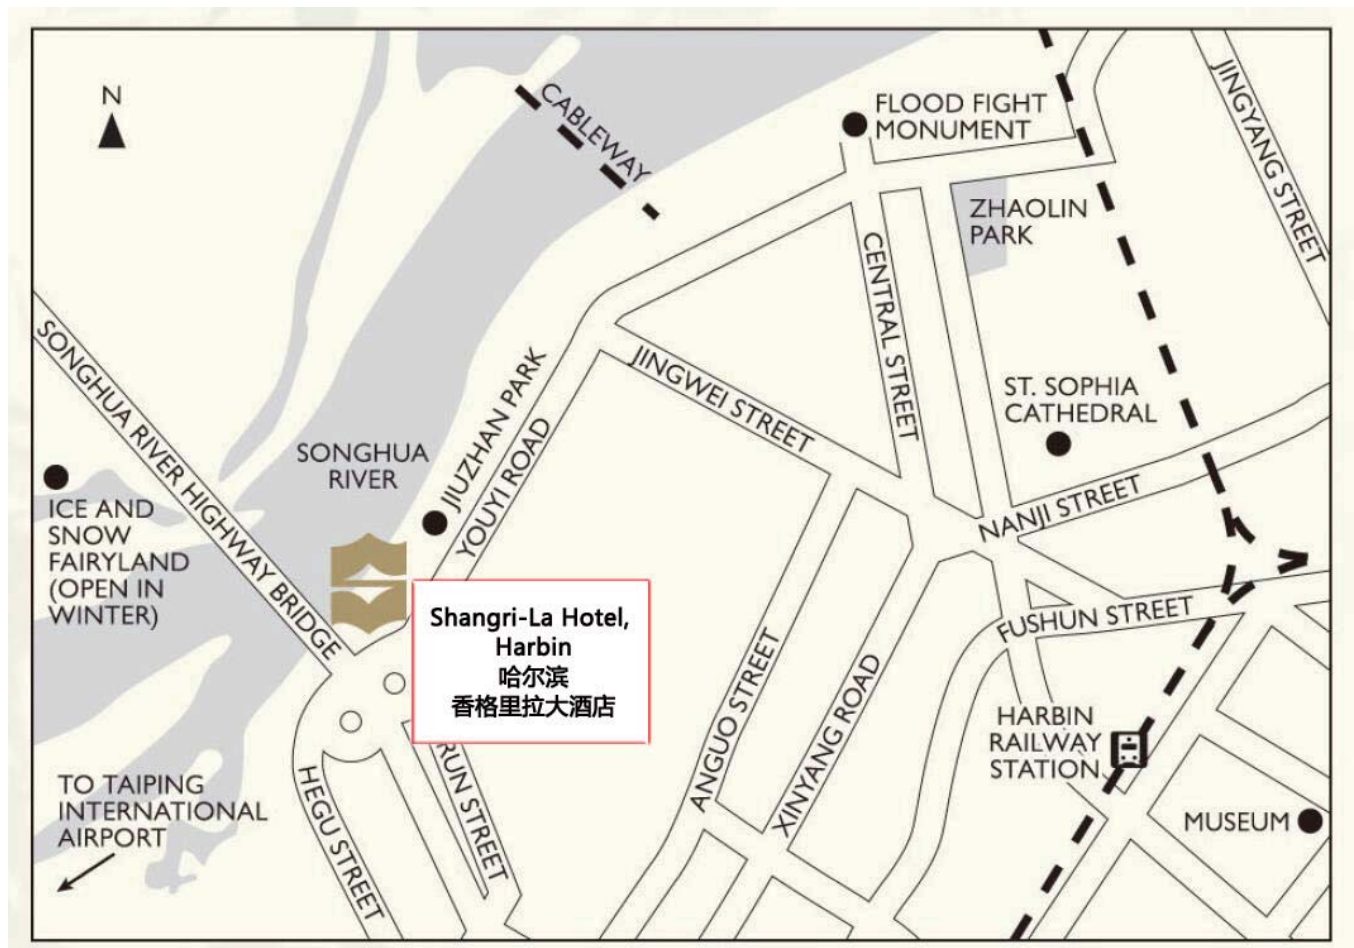 N
CABLEWAY
FLOOD FIGHT
MONUMENT
JINGYANG STREET
ZHAOLIN
PARK
CENTRAL STREET
SONGHUA RIVER HIGHWAY BRIDGE
JIUZHAN PARK
YOUYI ROAD
JINGWEI STREET
ST. SOPHIA
CATHEDRAL
SONGHUA
RIVER
NANJI STREET
ICE AND
SNOW
FAIRYLAND
(OPEN IN
WINTER)
Shangri-La Hotel,
Harbin
哈尔滨
香格里拉大酒店
FUSHUN STREET
ANGUO STREET
XINYANG ROAD
HARBIN
RAILWAY
STATION
TO TAIPING
INTERNATIONAL
AIRPORT
HEGU STREET
RUN STREET
MUSEUM